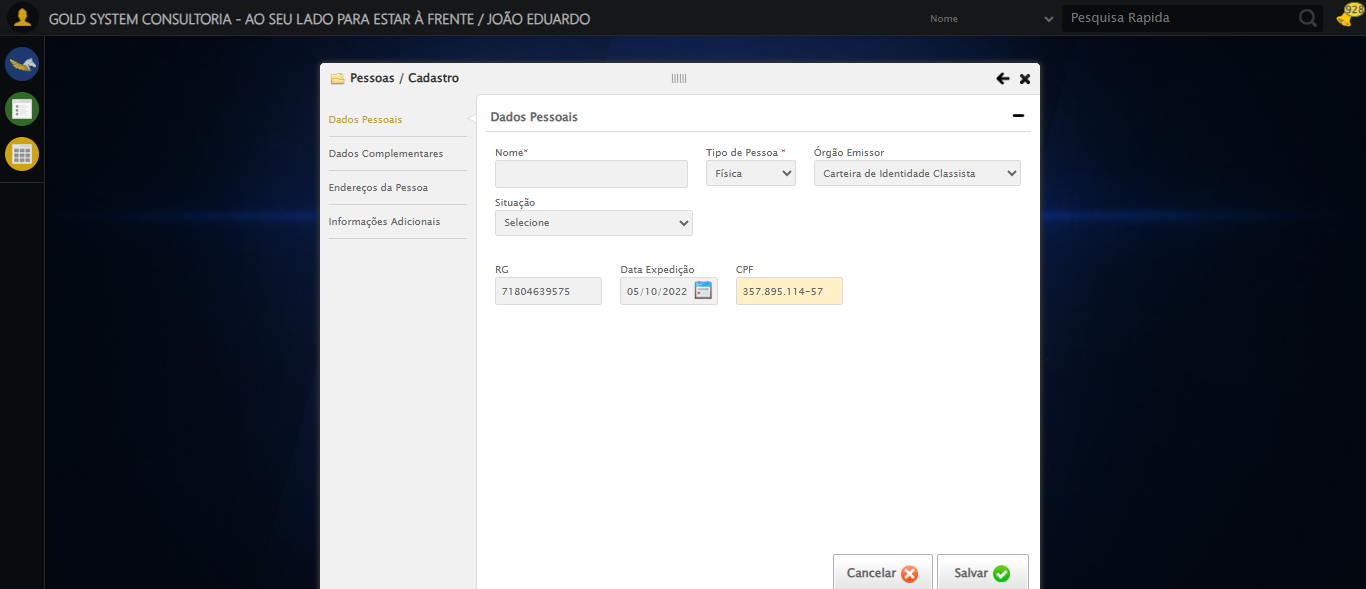 GOLD SYSTEM CONSULTORIA - AO SEU LADO PARA ESTAR À FRENTE / JOÃO EDUARDO
Nome
Pesquisa Rapida
928
Pessoas / Cadastro
Dados Pessoais
Dados Complementares
Endereços da Pessoa
Informações Adicionais
Dados Pessoais
Nome* Tipo de Pessoa * Órgão Emissor
Física Carteira de Identidade Classista
Situação
Selecione
RG Data Expedição CPF
71804639575 05/10/2022 357.895.114-57
Cancelar Salvar